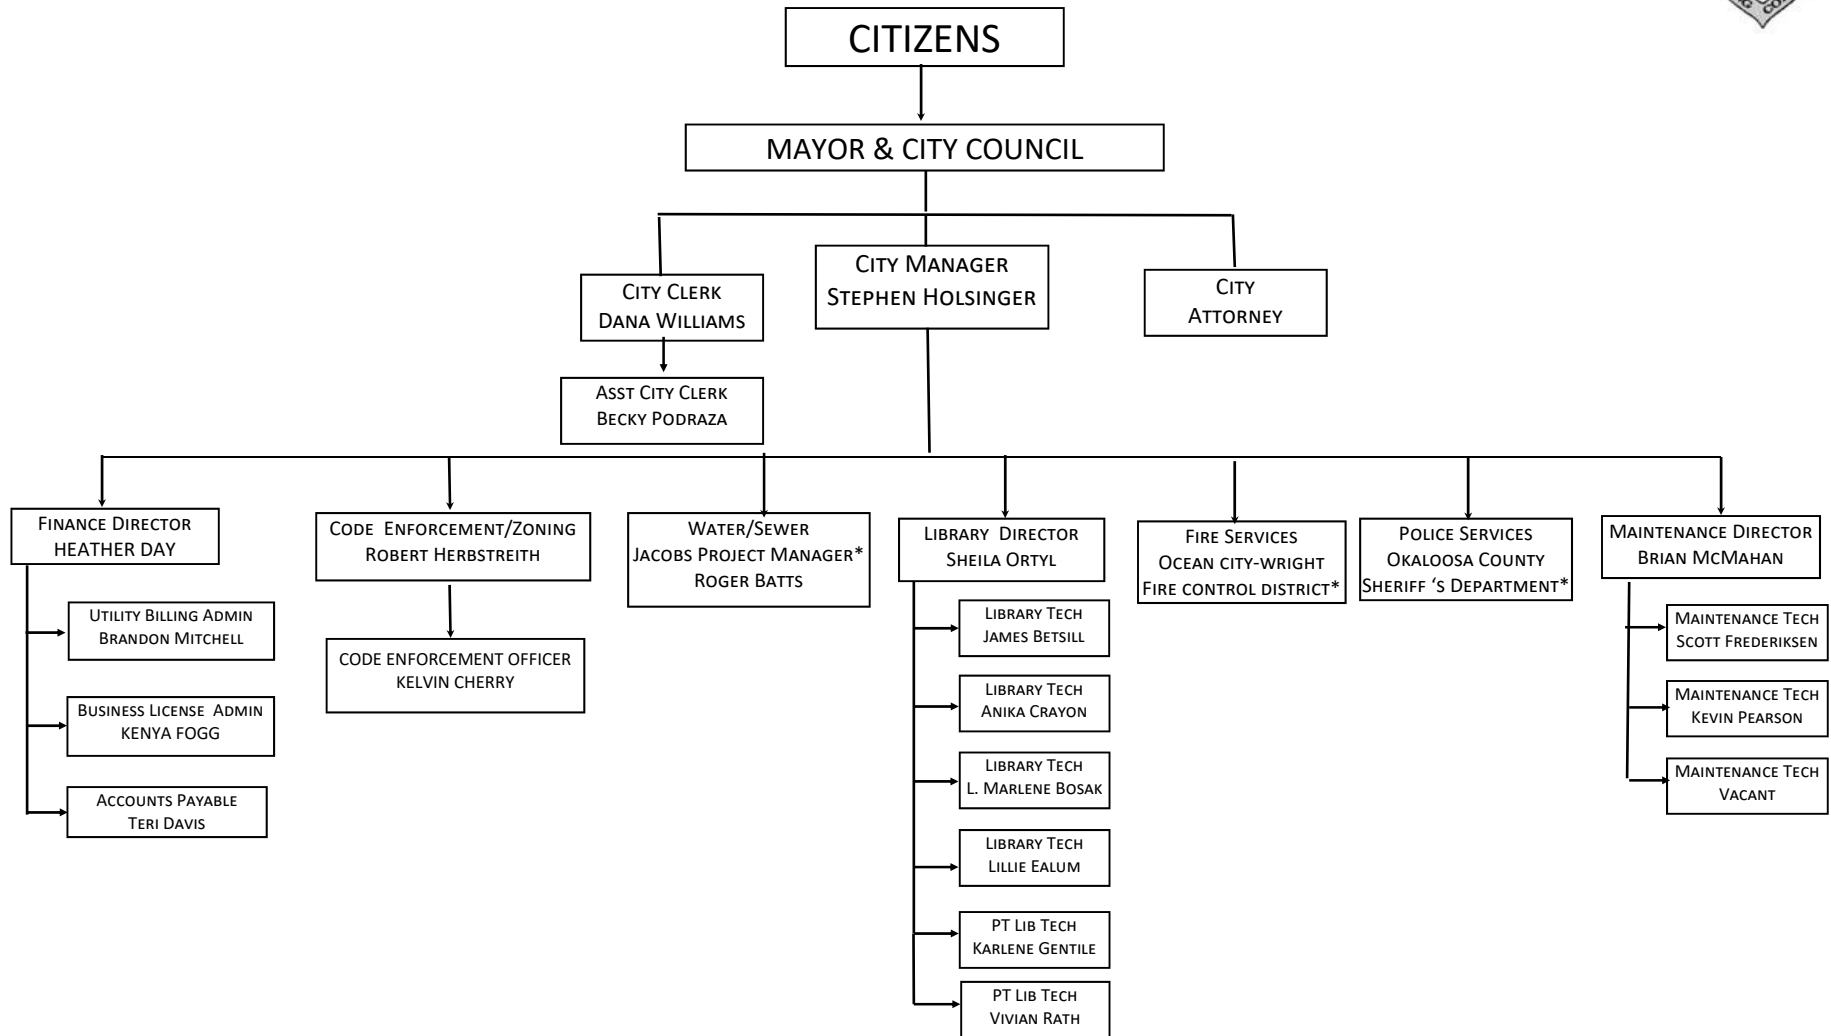 CITIZENS
MAYOR & CITY COUNCIL
CITY MANAGER
STEPHEN HOLSINGER
CITY CLERK
DANA WILLIAMS
CITY
ATTORNEY
ASST CITY CLERK
BECKY PODRAZA
FINANCE DIRECTOR
HEATHER DAY
UTILITY BILLING ADMIN
BRANDON MITCHELL
BUSINESS LICENSE ADMIN
KENYA FOGG
ACCOUNTS PAYABLE
TERI DAVIS
CODE ENFORCEMENT/ZONING
ROBERT HERBSTREITH
CODE ENFORCEMENT OFFICER
KELVIN CHERRY
WATER/SEWER
JACOBS PROJECT MANAGER*
ROGER BATTS
LIBRARY DIRECTOR
SHEILA ORTYL
LIBRARY TECH
JAMES BETSILL
LIBRARY TECH
ANIKA CRAYON
LIBRARY TECH
L. MARLENE BOSAK
LIBRARY TECH
LILLIE EALUM
PT LIB TECH
KARLENE GENTILE
PT LIB TECH
VIVIAN RATH
FIRE SERVICES
OCEAN CITY-WRIGHT
FIRE CONTROL DISTRICT*
POLICE SERVICES
OKALOOSA COUNTY
SHERIFF ‘S DEPARTMENT*
MAINTENANCE DIRECTOR
BRIAN MCMAHAN
MAINTENANCE TECH
SCOTT FREDERIKSEN
MAINTENANCE TECH
KEVIN PEARSON
MAINTENANCE TECH
VACANT